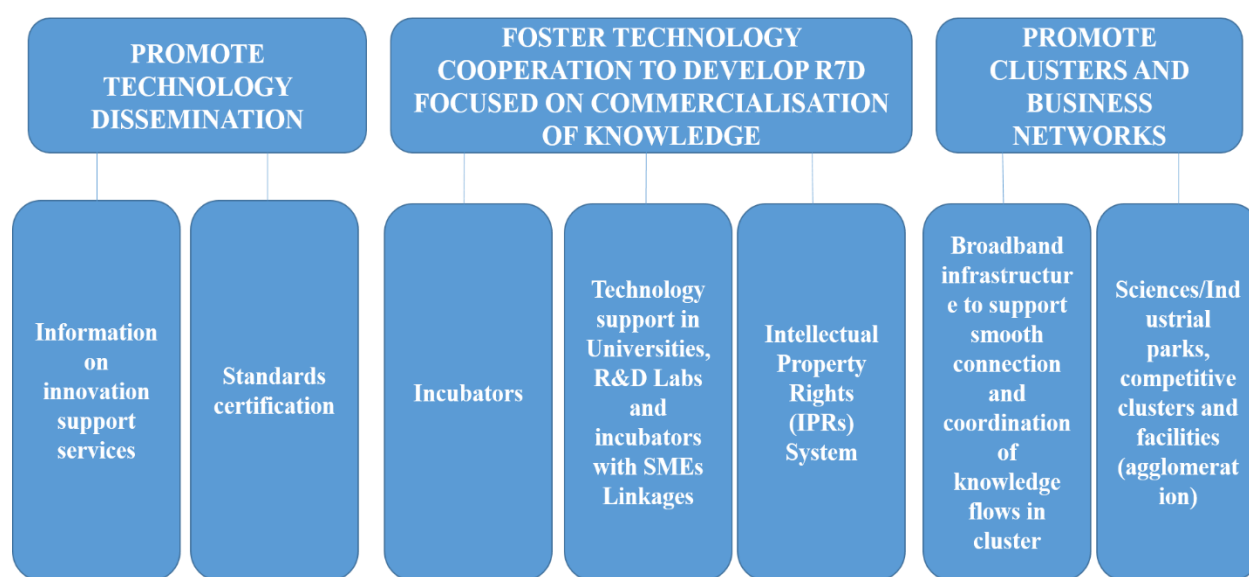 PROMOTE
TECHNOLOGY
DISSEMINATION
FOSTER TECHNOLOGY
COOPERATION TO DEVELOP R7D
FOCUSED ON COMMERCIALISATION
OF KNOWLEDGE
PROMOTE
CLUSTERS AND
BUSINESS
NETWORKS
Information
on
innovation
support
services
Standards
certification
Incubators
Technology
support in
Universities,
R&D Labs
and
incubators
with SMEs
Linkages
Intellectual
Property
Rights
(IPRs)
System
Broadband
infrastructur
e to support
smooth
connection
and
coordination
of
knowledge
flows in
cluster
Sciences/Ind
ustrial
parks,
competitive
clusters and
facilities
(agglomerat
ion)